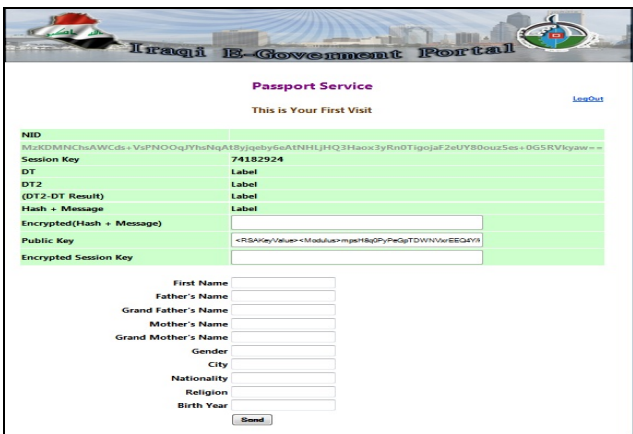 Iraqi E-Goverment Portal
Passport Service
LogOut
This is Your First Visit
NID
MzKDMNChsAWCds+VsPNOOqJYhsNqAt8yjqeby6eAtNHLJHQ3Haox3yRn0TigojaF2eUY80ouz5es+0G5RVkyaw==
Session Key 74182924
DT Label
DT2 Label
(DT2-DT Result) Label
Hash + Message Label
Encrypted(Hash + Message)
Public Key <RSAKeyValue><Modulus>
Encrypted Session Key
First Name
Father's Name
Grand Father's Name
Mother's Name
Grand Mother's Name
Gender
City
Nationality
Religion
Birth Year
Send